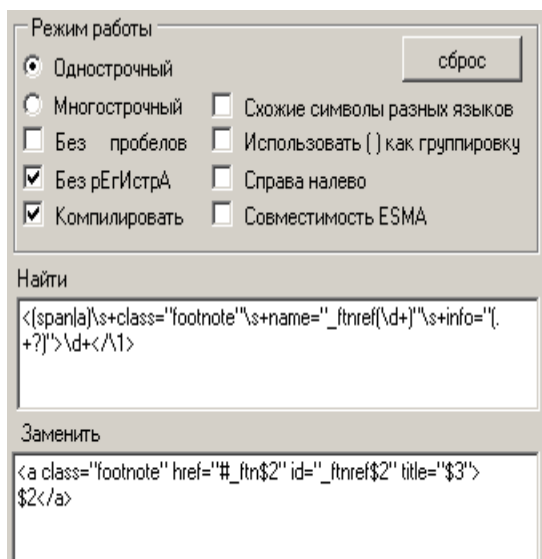 Режим работы
Однострочный
сброс
Многострочный
Схожие символы разных языков
Без пробелов
Использовать ( ) как группировку
Без рЕгИстрА
Справа налево
Компилировать
Совместимость ESMA
Найти
<(span|a)\s+class="footnote"\s+name="_ftnref(\d+)"\s+info="(.
+?)">\d+</\1>
Заменить
<a class="footnote" href="#_ftn$2" id="_ftnref$2" title="$3">
$2</a>